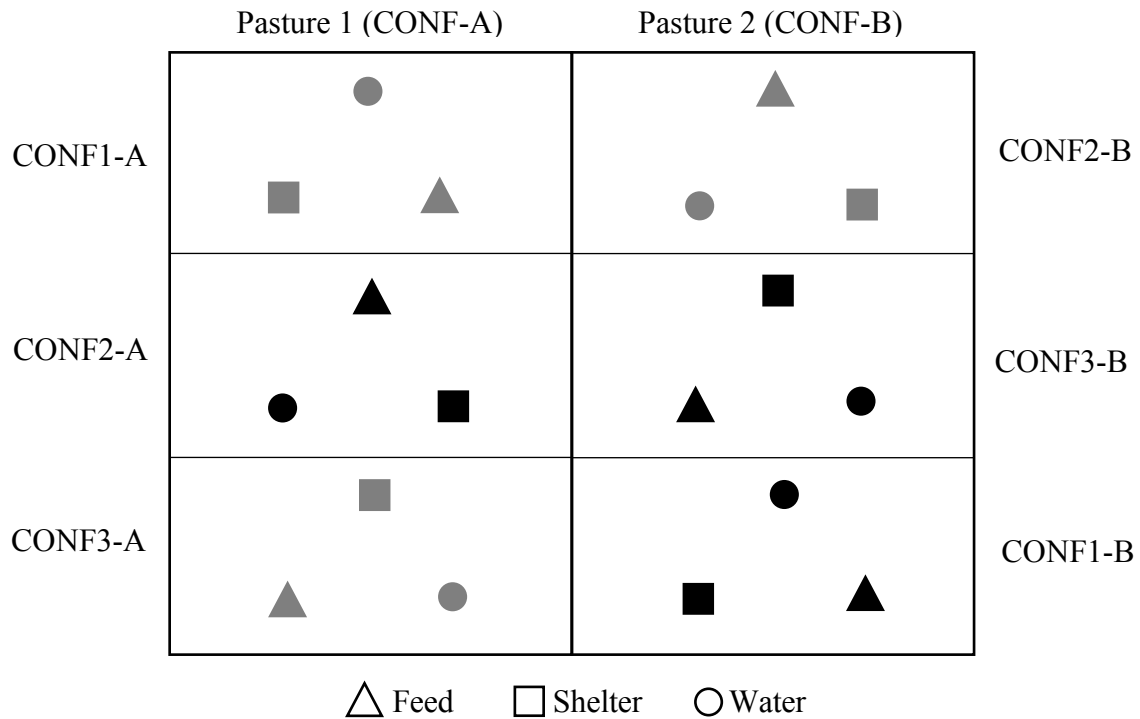 Pasture 1 (CONF-A) Pasture 2 (CONF-B)
CONF1-A
CONF2-B
CONF2-A
CONF3-B
CONF3-A
CONF1-B
Feed Shelter Water